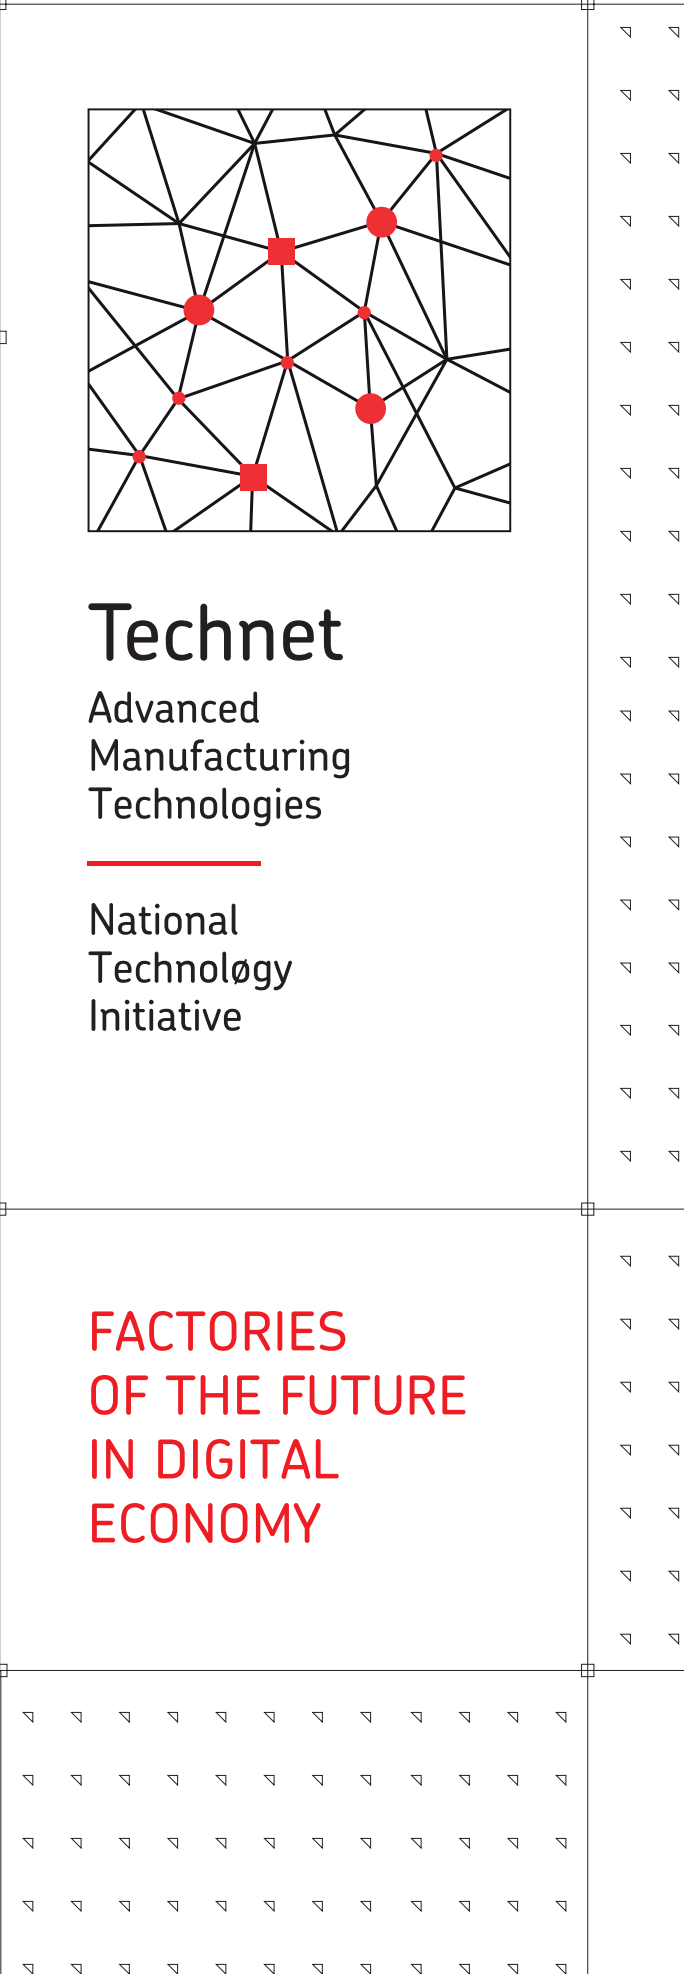 Technet
Advanced
Manufacturing
Technologies
National
Technoløgy
Initiative
FACTORIES
OF THE FUTURE
IN DIGITAL
ECONOMY